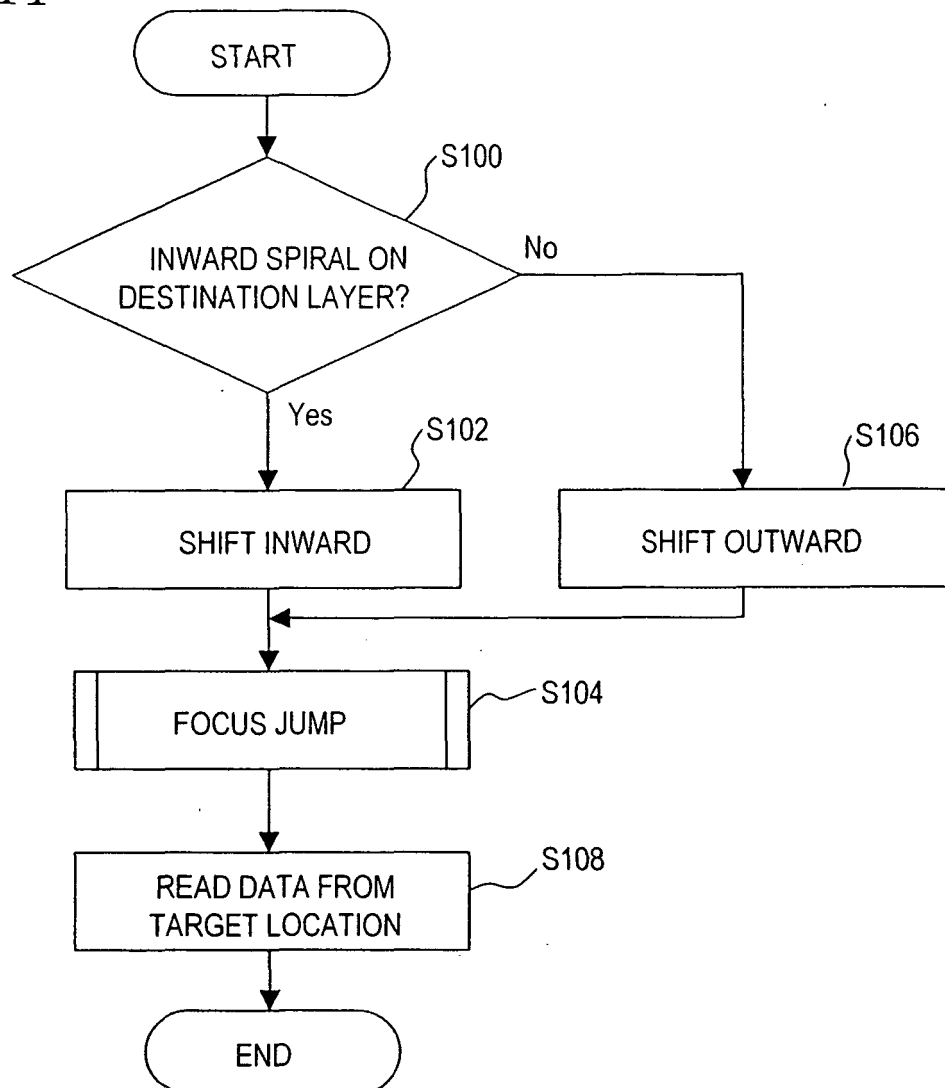 START
S100
INWARD SPIRAL ON
DESTINATION LAYER?
No
Yes
S102
S106
SHIFT INWARD
SHIFT OUTWARD
S104
FOCUS JUMP
S108
READ DATA FROM
TARGET LOCATION
END